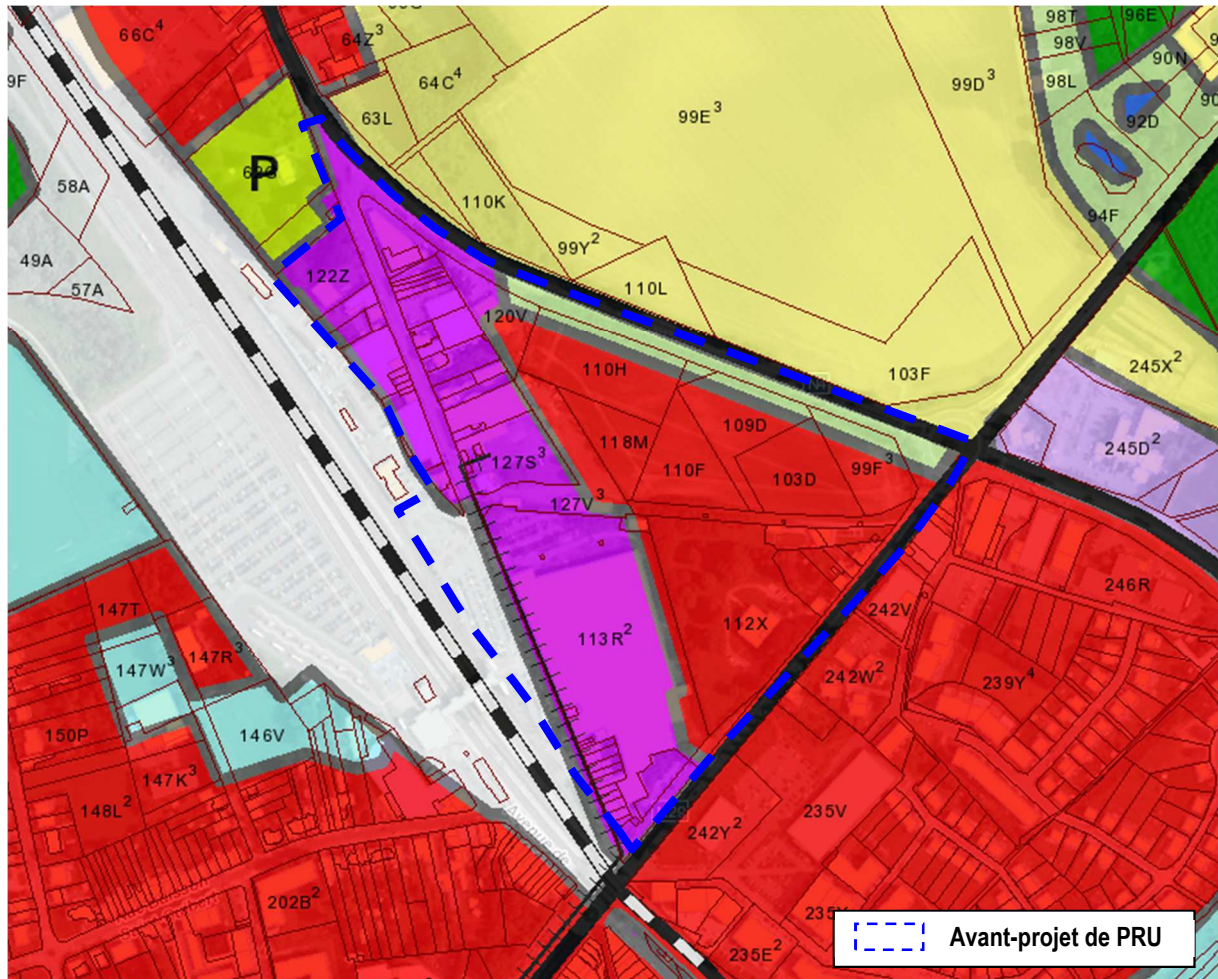 66C⁴
64Z³
98T
96E
98V
90N
64C⁴
99D³
98L
9F
63L
99E³
92D
P
58A
94F
110K
99Y²
49A
122Z
57A
110L
120V
103F
245X²
110H
109D
245D²
118M
99F³
127S³
110F
103D
127V³
246R
147T
242V
113R²
112X
147W³
147R³
242W²
239Y⁴
150P
146V
147K³
148L²
Avenue de
242Y²
235V
202B²
235E²
Avant-projet de PRU